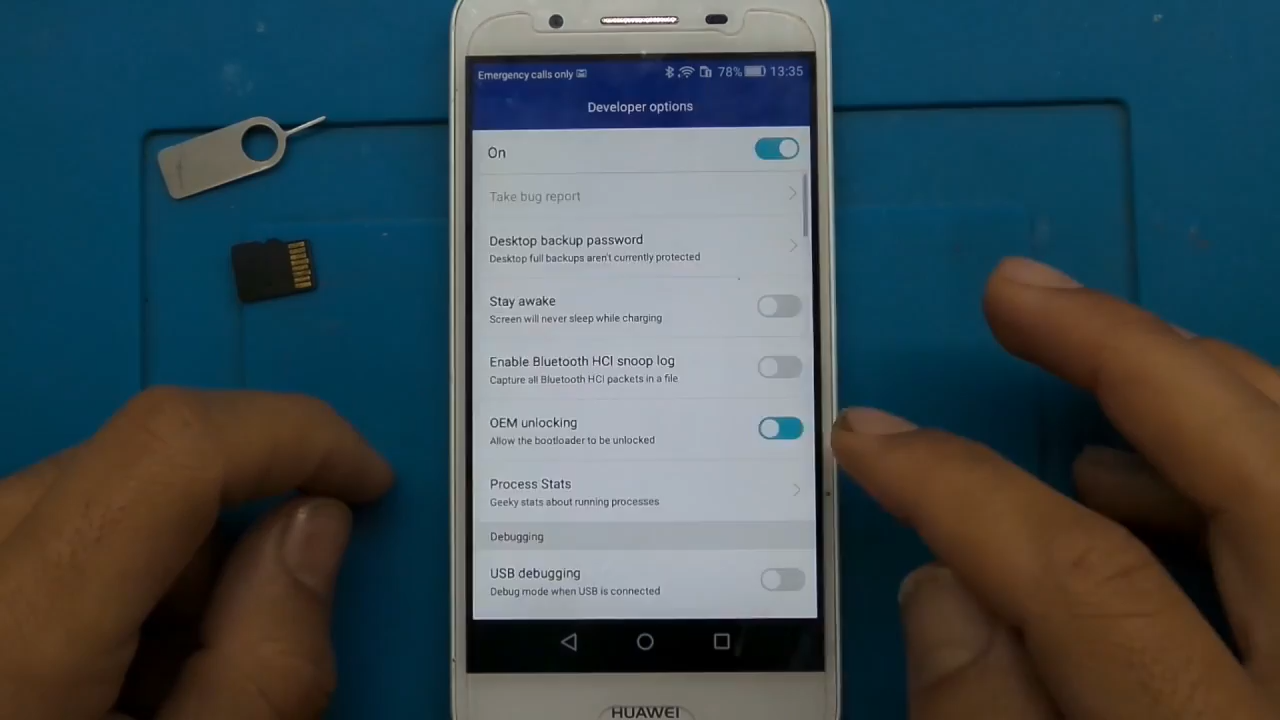 Emergency calls only 78% 13:35
Developer options
On
Take bug report
Desktop backup password
Desktop full backups aren't currently protected
Stay awake
Screen will never sleep while charging
Enable Bluetooth HCI snoop log
Capture all Bluetooth HCI packets in a file
OEM unlocking
Allow the bootloader to be unlocked
Process Stats
Geeky stats about running processes
Debugging
USB debugging
Debug mode when USB is connected
HUAWEI